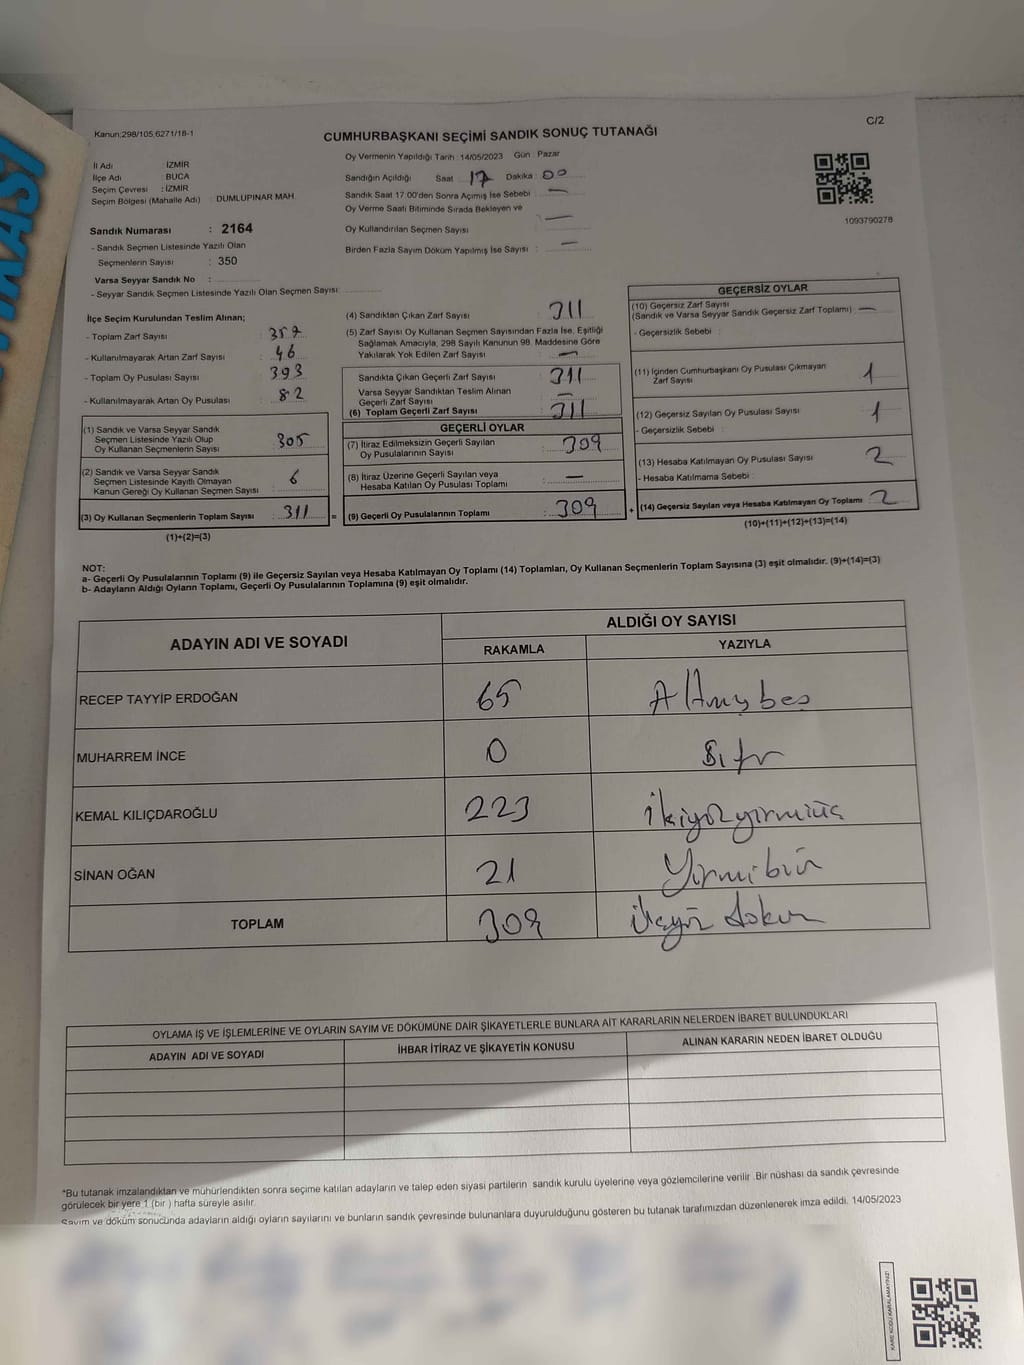 Kanun:298/105,6271/18-1
C/2
CUMHURBAŞKANI SEÇİMİ SANDIK SONUÇ TUTANAĞI
İl Adı İZMİR
İlçe Adı BUCA
Seçim Çevresi : İZMİR
Seçim Bölgesi (Mahalle Adı) : DUMLUPINAR MAH.
Sandık Numarası : 2164
- Sandık Seçmen Listesinde Yazılı Olan
Seçmenlerin Sayısı : 350
Varsa Seyyar Sandık No :
- Seyyar Sandık Seçmen Listesinde Yazılı Olan Seçmen Sayısı:
Oy Vermenin Yapıldığı Tarih : 14/05/2023 Gün : Pazar
Sandığın Açıldığı Saat 17 Dakika : 00
Sandık Saat 17:00'den Sonra Açımış İse Sebebi : —
Oy Verme Saati Bitiminde Sırada Bekleyen ve
Oy Kullandırılan Seçmen Sayısı : —
Birden Fazla Sayım Döküm Yapılmış İse Sayısı : —
1093790278
İlçe Seçim Kurulundan Teslim Alınan;
- Toplam Zarf Sayısı : 357
- Kullanılmayarak Artan Zarf Sayısı : 46
- Toplam Oy Pusulası Sayısı : 393
- Kullanılmayarak Artan Oy Pusulası : 82
(1) Sandık ve Varsa Seyyar Sandık
Seçmen Listesinde Yazılı Olup
Oy Kullanan Seçmenlerin Sayısı : 305
(2) Sandık ve Varsa Seyyar Sandık
Seçmen Listesinde Kayıtlı Olmayan
Kanun Gereği Oy Kullanan Seçmen Sayısı : 6
(3) Oy Kullanan Seçmenlerin Toplam Sayısı : 311 =
(1)+(2)=(3)
(4) Sandıktan Çıkan Zarf Sayısı : 311
(5) Zarf Sayısı Oy Kullanan Seçmen Sayısından Fazla İse, Eşitliği
Sağlamak Amacıyla, 298 Sayılı Kanunun 98. Maddesine Göre
Yakılarak Yok Edilen Zarf Sayısı : —
Sandıkta Çıkan Geçerli Zarf Sayısı : 311
Varsa Seyyar Sandıktan Teslim Alınan
Geçerli Zarf Sayısı : —
(6) Toplam Geçerli Zarf Sayısı : 311
GEÇERLİ OYLAR
(7) İtiraz Edilmeksizin Geçerli Sayılan
Oy Pusulalarının Sayısı : 309
(8) İtiraz Üzerine Geçerli Sayılan veya
Hesaba Katılan Oy Pusulası Toplamı : —
(9) Geçerli Oy Pusulalarının Toplamı : 309 +
GEÇERSİZ OYLAR
(10) Geçersiz Zarf Sayısı
(Sandık ve Varsa Seyyar Sandık Geçersiz Zarf Toplamı) : —
- Geçersizlik Sebebi :
(11) İçinden Cumhurbaşkanı Oy Pusulası Çıkmayan
Zarf Sayısı : 1
(12) Geçersiz Sayılan Oy Pusulası Sayısı : 1
- Geçersizlik Sebebi :
(13) Hesaba Katılmayan Oy Pusulası Sayısı : 2
- Hesaba Katılmama Sebebi :
(14) Geçersiz Sayılan veya Hesaba Katılmayan Oy Toplamı : 2
(10)+(11)+(12)+(13)=(14)
NOT:
a- Geçerli Oy Pusulalarının Toplamı (9) ile Geçersiz Sayılan veya Hesaba Katılmayan Oy Toplamı (14) Toplamları, Oy Kullanan Seçmenlerin Toplam Sayısına (3) eşit olmalıdır. (9)+(14)=(3)
b- Adayların Aldığı Oyların Toplamı, Geçerli Oy Pusulalarının Toplamına (9) eşit olmalıdır.
ADAYIN ADI VE SOYADI ALDIĞI OY SAYISI
RAKAMLA YAZIYLA
RECEP TAYYİP ERDOĞAN 65 Altmışbeş
MUHARREM İNCE 0 Sıfır
KEMAL KILIÇDAROĞLU 223 ikiyüzyirmiüç
SİNAN OĞAN 21 Yirmibir
TOPLAM 309 üçyüz dokuz
OYLAMA İŞ VE İŞLEMLERİNE VE OYLARIN SAYIM VE DÖKÜMÜNE DAİR ŞİKAYETLERLE BUNLARA AİT KARARLARIN NELERDEN İBARET BULUNDUKLARI
ADAYIN ADI VE SOYADI İHBAR İTİRAZ VE ŞİKAYETİN KONUSU ALINAN KARARIN NEDEN İBARET OLDUĞU
*Bu tutanak imzalandıktan ve mühürlendikten sonra seçime katılan adayların ve talep eden siyasi partilerin sandık kurulu üyelerine veya gözlemcilerine verilir .Bir nüshası da sandık çevresinde
görülecek bir yere 1 (bir ) hafta süreyle asılır.
Sayım ve döküm sonucunda adayların aldığı oyların sayılarını ve bunların sandık çevresinde bulunanlara duyurulduğunu gösteren bu tutanak tarafımızdan düzenlenerek imza edildi. 14/05/2023
KARE KODU KARALAMAYINIZ!